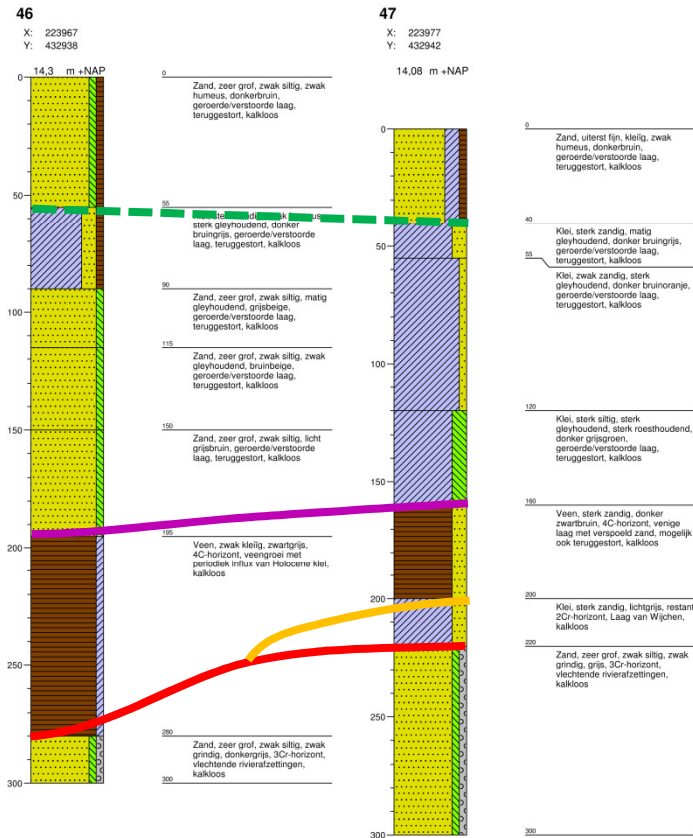 46
X: 223967
Y: 432938
14,3 m +NAP
0
50
100
150
200
250
300
0
Zand, zeer grof, zwak siltig, zwak
humeus, donkerbruin,
geroerde/verstoorde laag,
teruggestort, kalkloos
55
sterk gleyhoudend, donker
bruingrijs, geroerde/verstoorde
laag, teruggestort, kalkloos
90
Zand, zeer grof, zwak siltig, matig
gleyhoudend, grijsbeige,
geroerde/verstoorde laag,
teruggestort, kalkloos
115
Zand, zeer grof, zwak siltig, zwak
gleyhoudend, bruinbeige,
geroerde/verstoorde laag,
teruggestort, kalkloos
150
Zand, zeer grof, zwak siltig, licht
grijsbruin, geroerde/verstoorde
laag, teruggestort, kalkloos
195
Veen, zwak kleiïg, zwartgrijs,
4C-horizont, veengroei met
periodiek influx van Holocene klei,
kalkloos
280
Zand, zeer grof, zwak siltig, zwak
grindig, donkergrijs, 3Cr-horizont,
vlechtende rivierafzettingen,
kalkloos
300
47
X: 223977
Y: 432942
14,08 m +NAP
0
50
100
150
200
250
300
0
Zand, uiterst fijn, kleiïg, zwak
humeus, donkerbruin,
geroerde/verstoorde laag,
teruggestort, kalkloos
40
Klei, sterk zandig, matig
gleyhoudend, donker bruingrijs,
geroerde/verstoorde laag,
teruggestort, kalkloos
55
Klei, zwak zandig, sterk
gleyhoudend, donker bruinoranje,
geroerde/verstoorde laag,
teruggestort, kalkloos
120
Klei, sterk siltig, sterk
gleyhoudend, sterk roesthoudend,
donker grijsgroen,
geroerde/verstoorde laag,
teruggestort, kalkloos
160
Veen, sterk zandig, donker
zwartbruin, 4C-horizont, venige
laag met verspoeld zand, mogelijk
ook teruggestort, kalkloos
200
Klei, sterk zandig, lichtgrijs, restant
2Cr-horizont, Laag van Wijchen,
kalkloos
220
Zand, zeer grof, zwak siltig, zwak
grindig, grijs, 3Cr-horizont,
vlechtende rivierafzettingen,
kalkloos
300